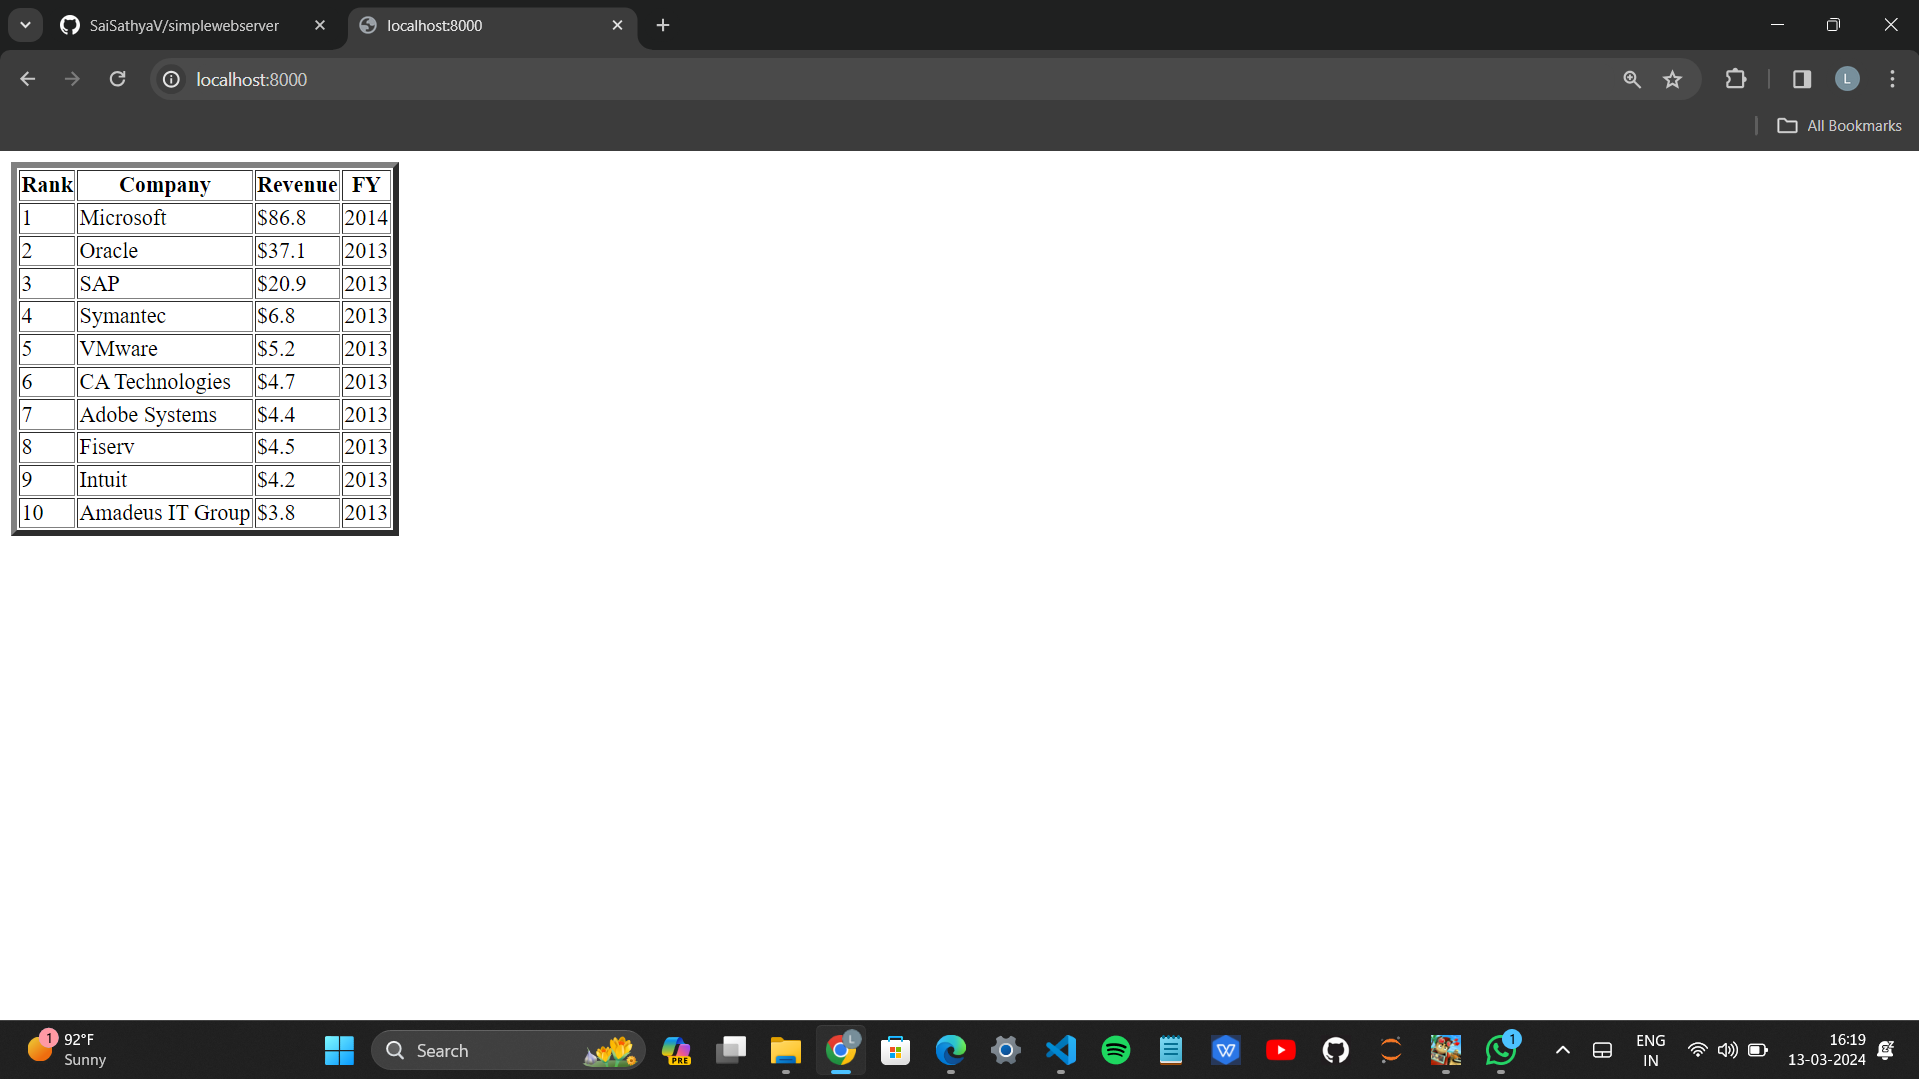 SaiSathyaV/simplewebserver
localhost:8000
localhost:8000
L
All Bookmarks
Rank Company Revenue FY
1 Microsoft $86.8 2014
2 Oracle $37.1 2013
3 SAP $20.9 2013
4 Symantec $6.8 2013
5 VMware $5.2 2013
6 CA Technologies $4.7 2013
7 Adobe Systems $4.4 2013
8 Fiserv $4.5 2013
9 Intuit $4.2 2013
10 Amadeus IT Group $3.8 2013
1
92°F
Sunny
Search
PRE
L
W
1
ENG
IN
16:19
13-03-2024